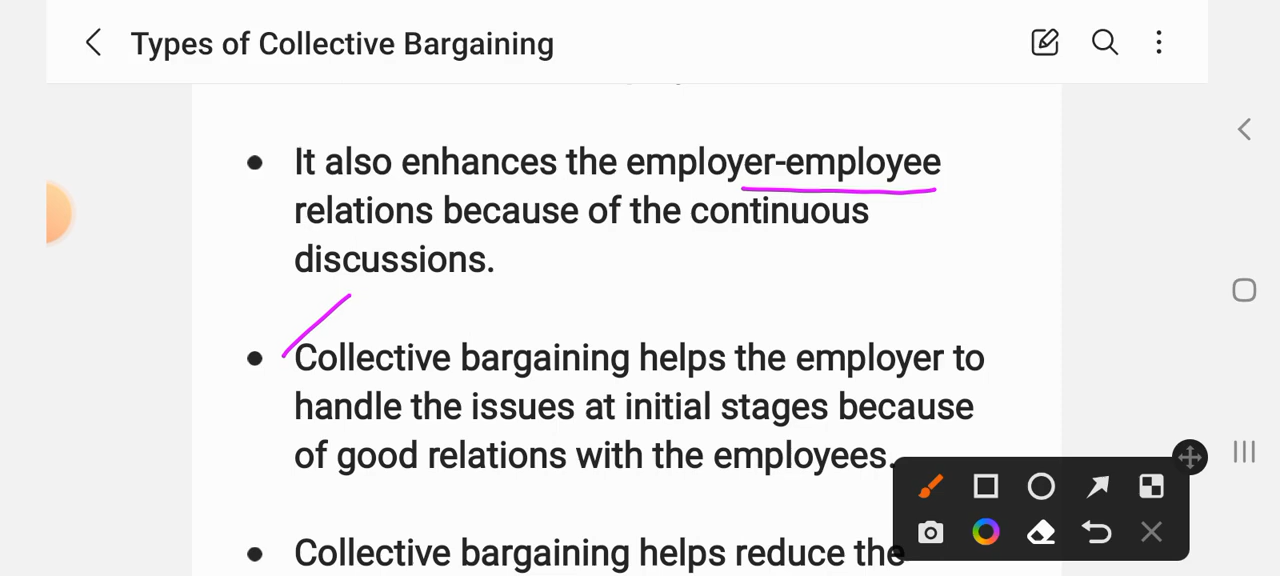 Types of Collective Bargaining
It also enhances the employer-employee
relations because of the continuous
discussions.
Collective bargaining helps the employer to
handle the issues at initial stages because
of good relations with the employees.
Collective bargaining helps reduce the